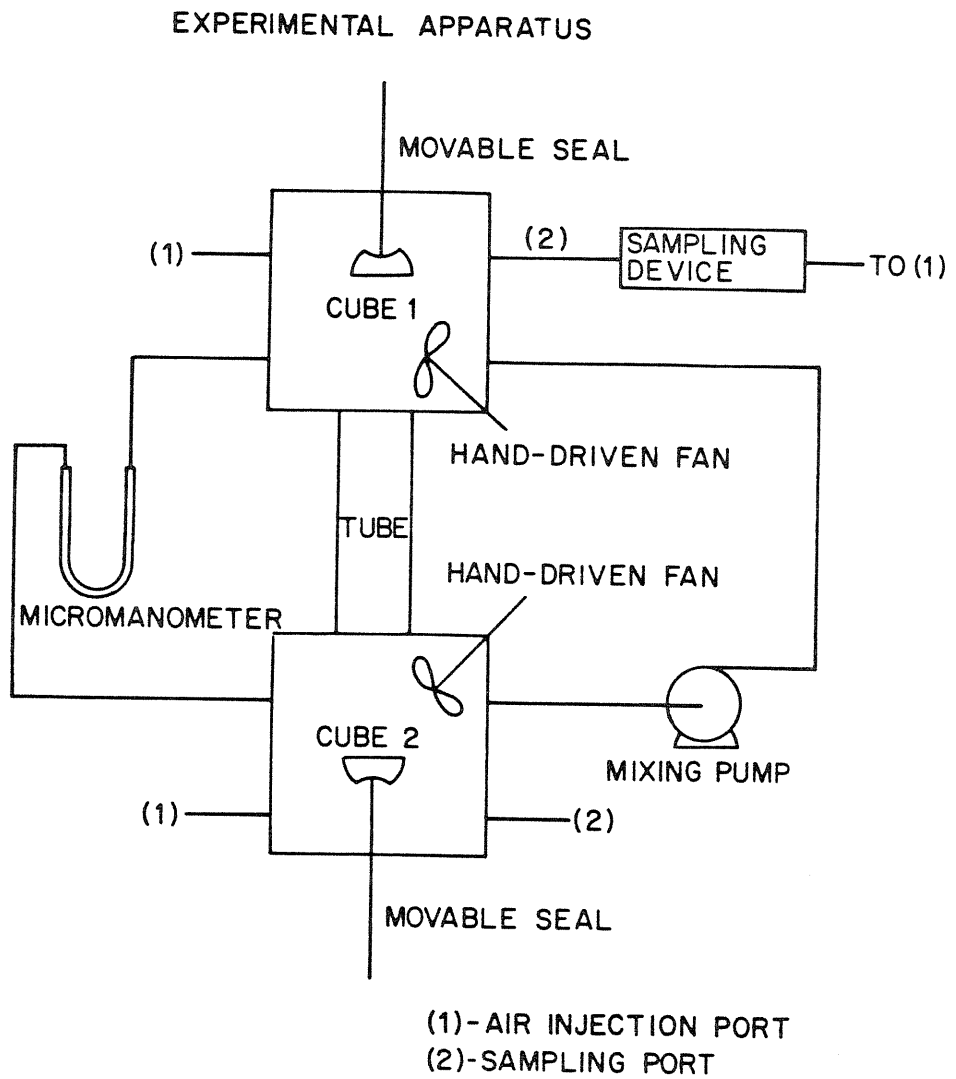 EXPERIMENTAL APPARATUS
MOVABLE SEAL
(1)
(2)
SAMPLING
DEVICE
TO (1)
CUBE 1
HAND-DRIVEN FAN
TUBE
HAND-DRIVEN FAN
MICROMANOMETER
CUBE 2
MIXING PUMP
(1)
(2)
MOVABLE SEAL
(1)-AIR INJECTION PORT
(2)-SAMPLING PORT